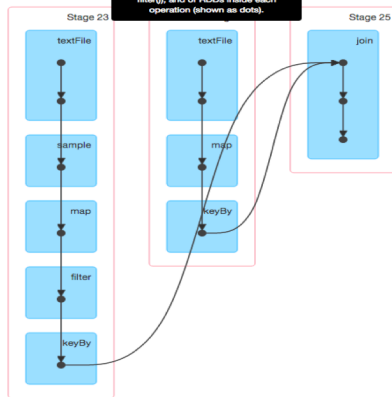 filter()), and of RDDs inside each
operation (shown as dots).
Stage 23
Stage 25
textFile
textFile
join
sample
map
map
keyBy
filter
keyBy